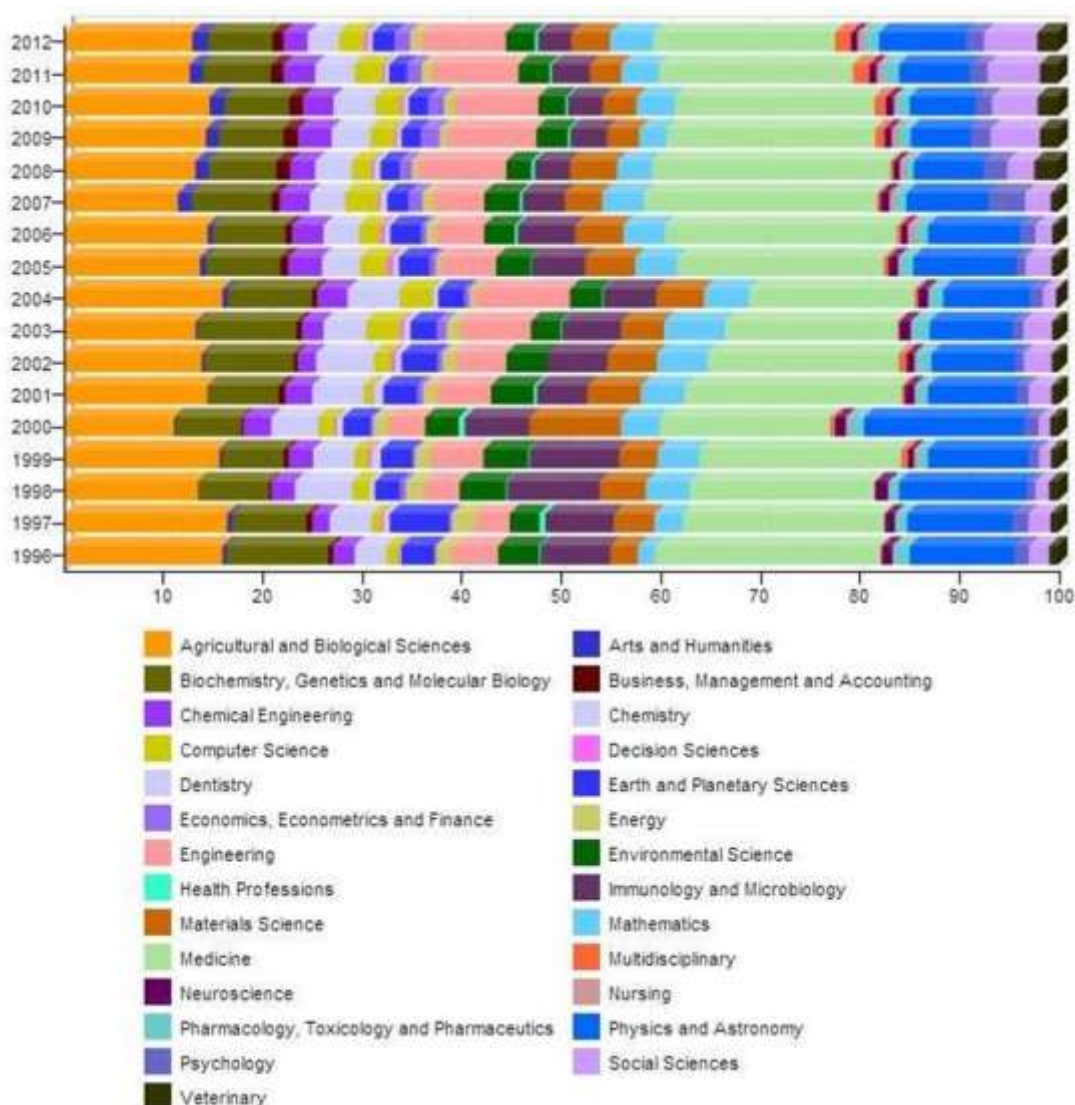 2012
2011
2010
2009
2008
2007
2006
2005
2004
2003
2002
2001
2000
1999
1998
1997
1996
10 20 30 40 50 60 70 80 90 100
Agricultural and Biological Sciences Arts and Humanities
Biochemistry, Genetics and Molecular Biology Business, Management and Accounting
Chemical Engineering Chemistry
Computer Science Decision Sciences
Dentistry Earth and Planetary Sciences
Economics, Econometrics and Finance Energy
Engineering Environmental Science
Health Professions Immunology and Microbiology
Materials Science Mathematics
Medicine Multidisciplinary
Neuroscience Nursing
Pharmacology, Toxicology and Pharmaceutics Physics and Astronomy
Psychology Social Sciences
Veterinary